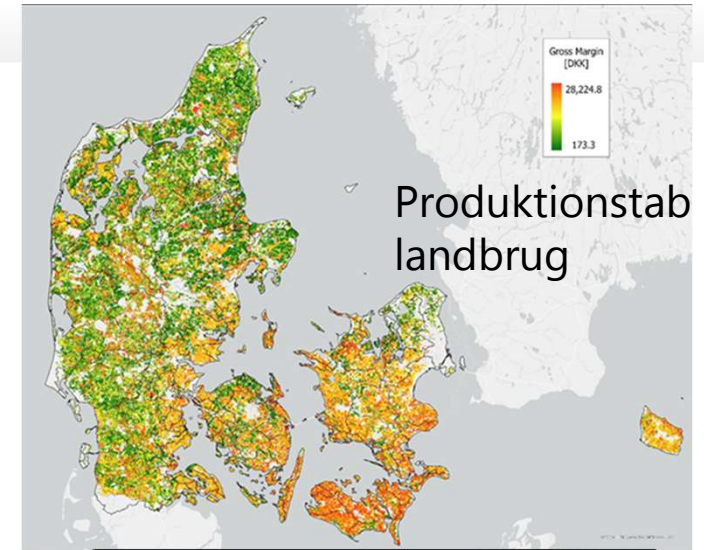 Gross Margin
[DKK]
28,224.8
173.3
Produktionstab
landbrug